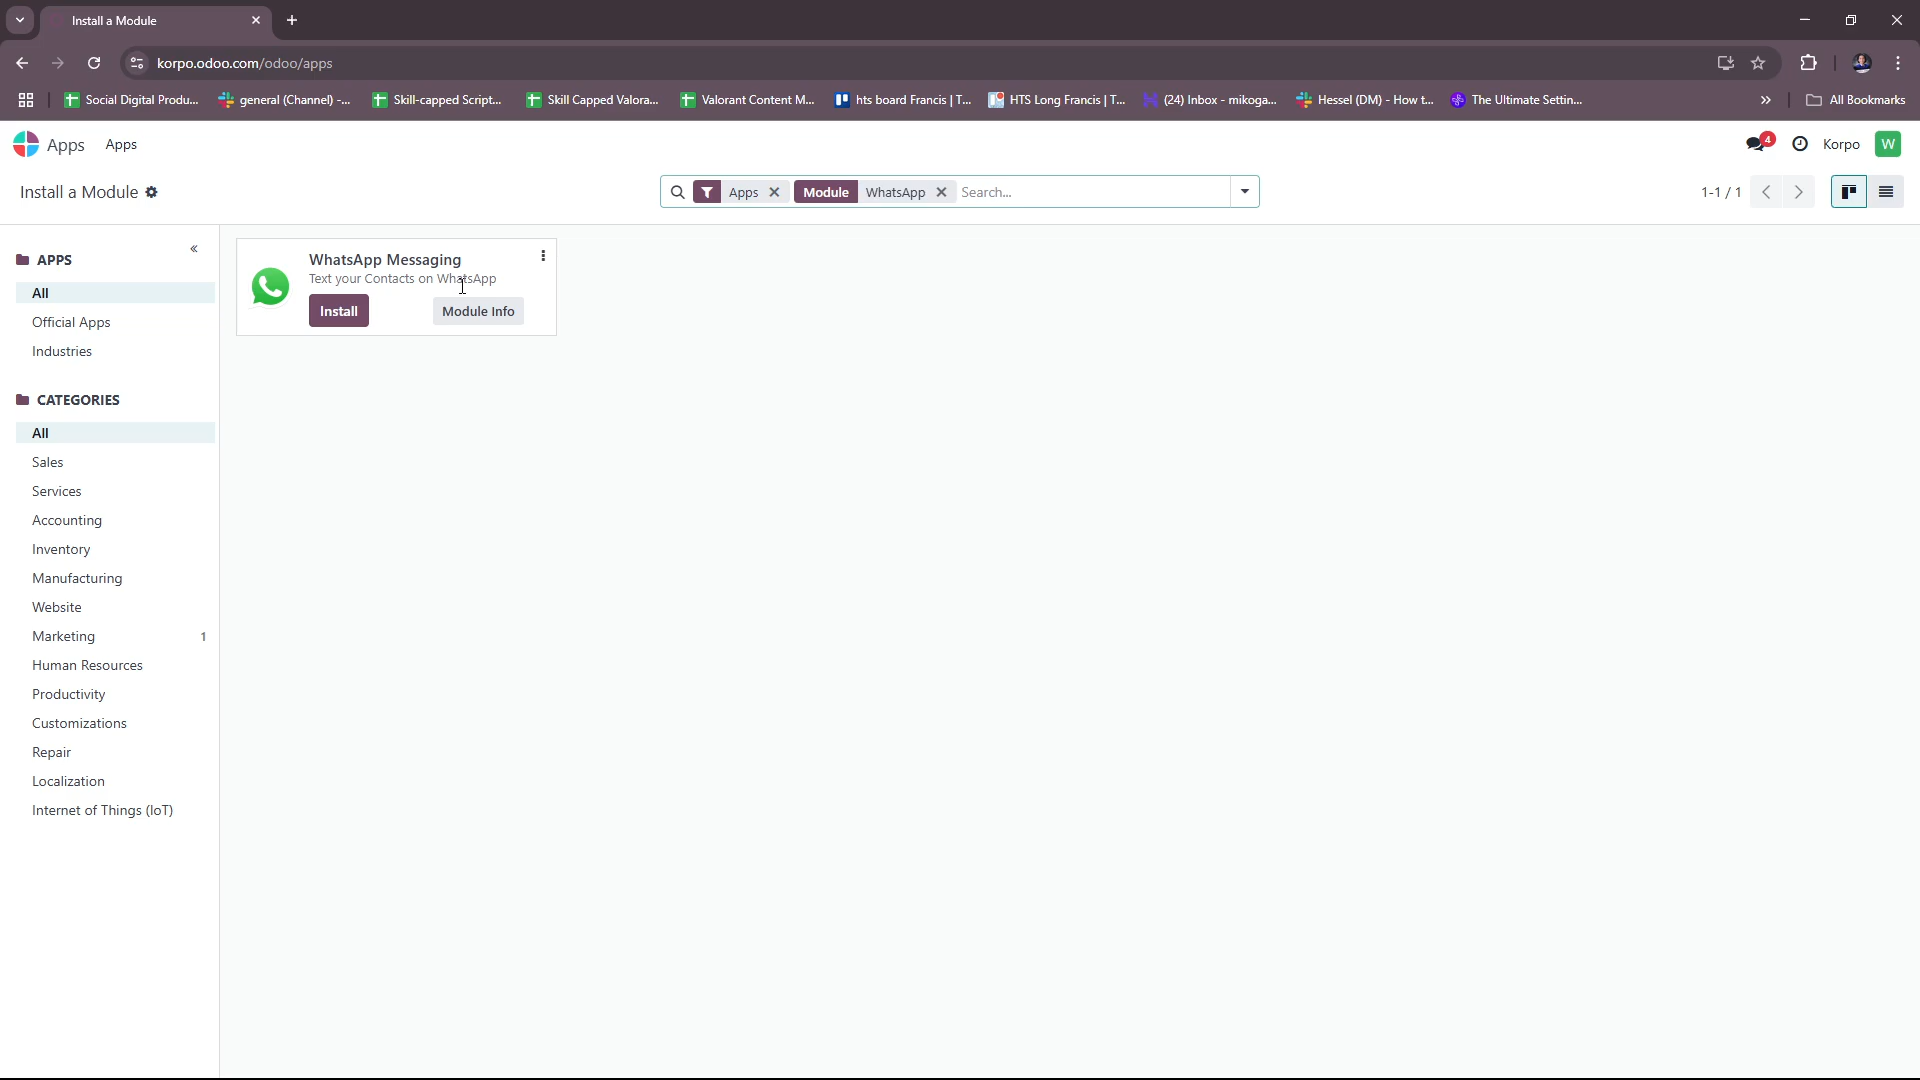 Install a Module
korpo.odoo.com/odoo/apps
Social Digital Produ...
general (Channel) -...
Skill-capped Script...
Skill Capped Valora...
Valorant Content M...
hts board Francis | T...
HTS Long Francis | T...
(24) Inbox - mikoga...
Hessel (DM) - How t...
The Ultimate Settin...
All Bookmarks
Apps
Apps
4
Korpo
W
Install a Module
Apps
Module
WhatsApp
Search...
1-1 / 1
APPS
All
Official Apps
Industries
CATEGORIES
All
Sales
Services
Accounting
Inventory
Manufacturing
Website
Marketing 1
Human Resources
Productivity
Customizations
Repair
Localization
Internet of Things (IoT)
WhatsApp Messaging
Text your Contacts on WhatsApp
Install
Module Info